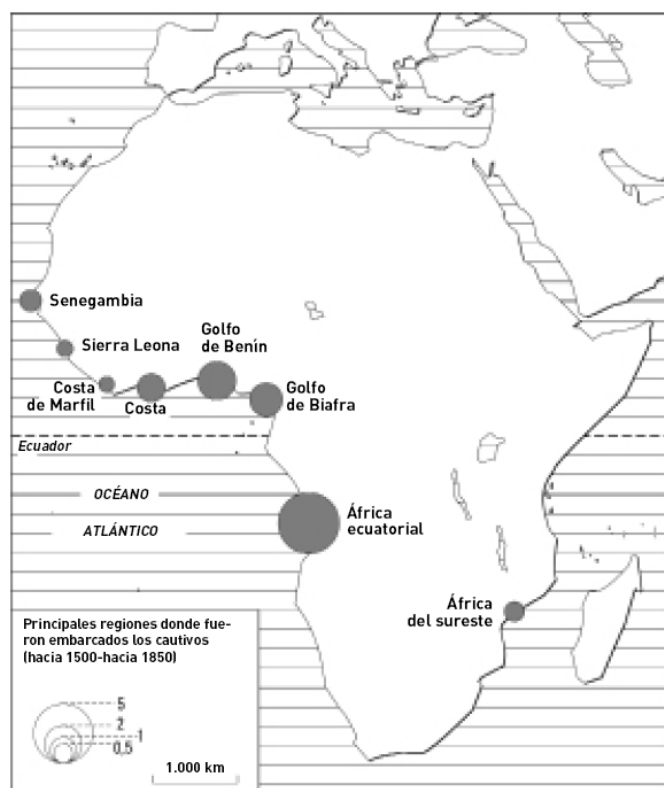 Senegambia
Sierra Leona
Golfo
de Benín
Costa
de Marfil
Costa
Golfo
de Biafra
Ecuador
OCÉANO
ATLÁNTICO
África
ecuatorial
África
del sureste
Principales regiones donde fue-
ron embarcados los cautivos
(hacia 1500-hacia 1850)
5
2
1
0,5
1.000 km